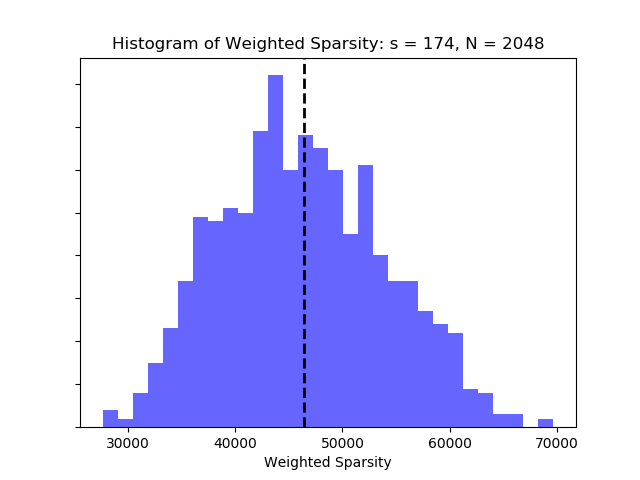 Histogram of Weighted Sparsity: s = 174, N = 2048
30000 40000 50000 60000 70000
Weighted Sparsity